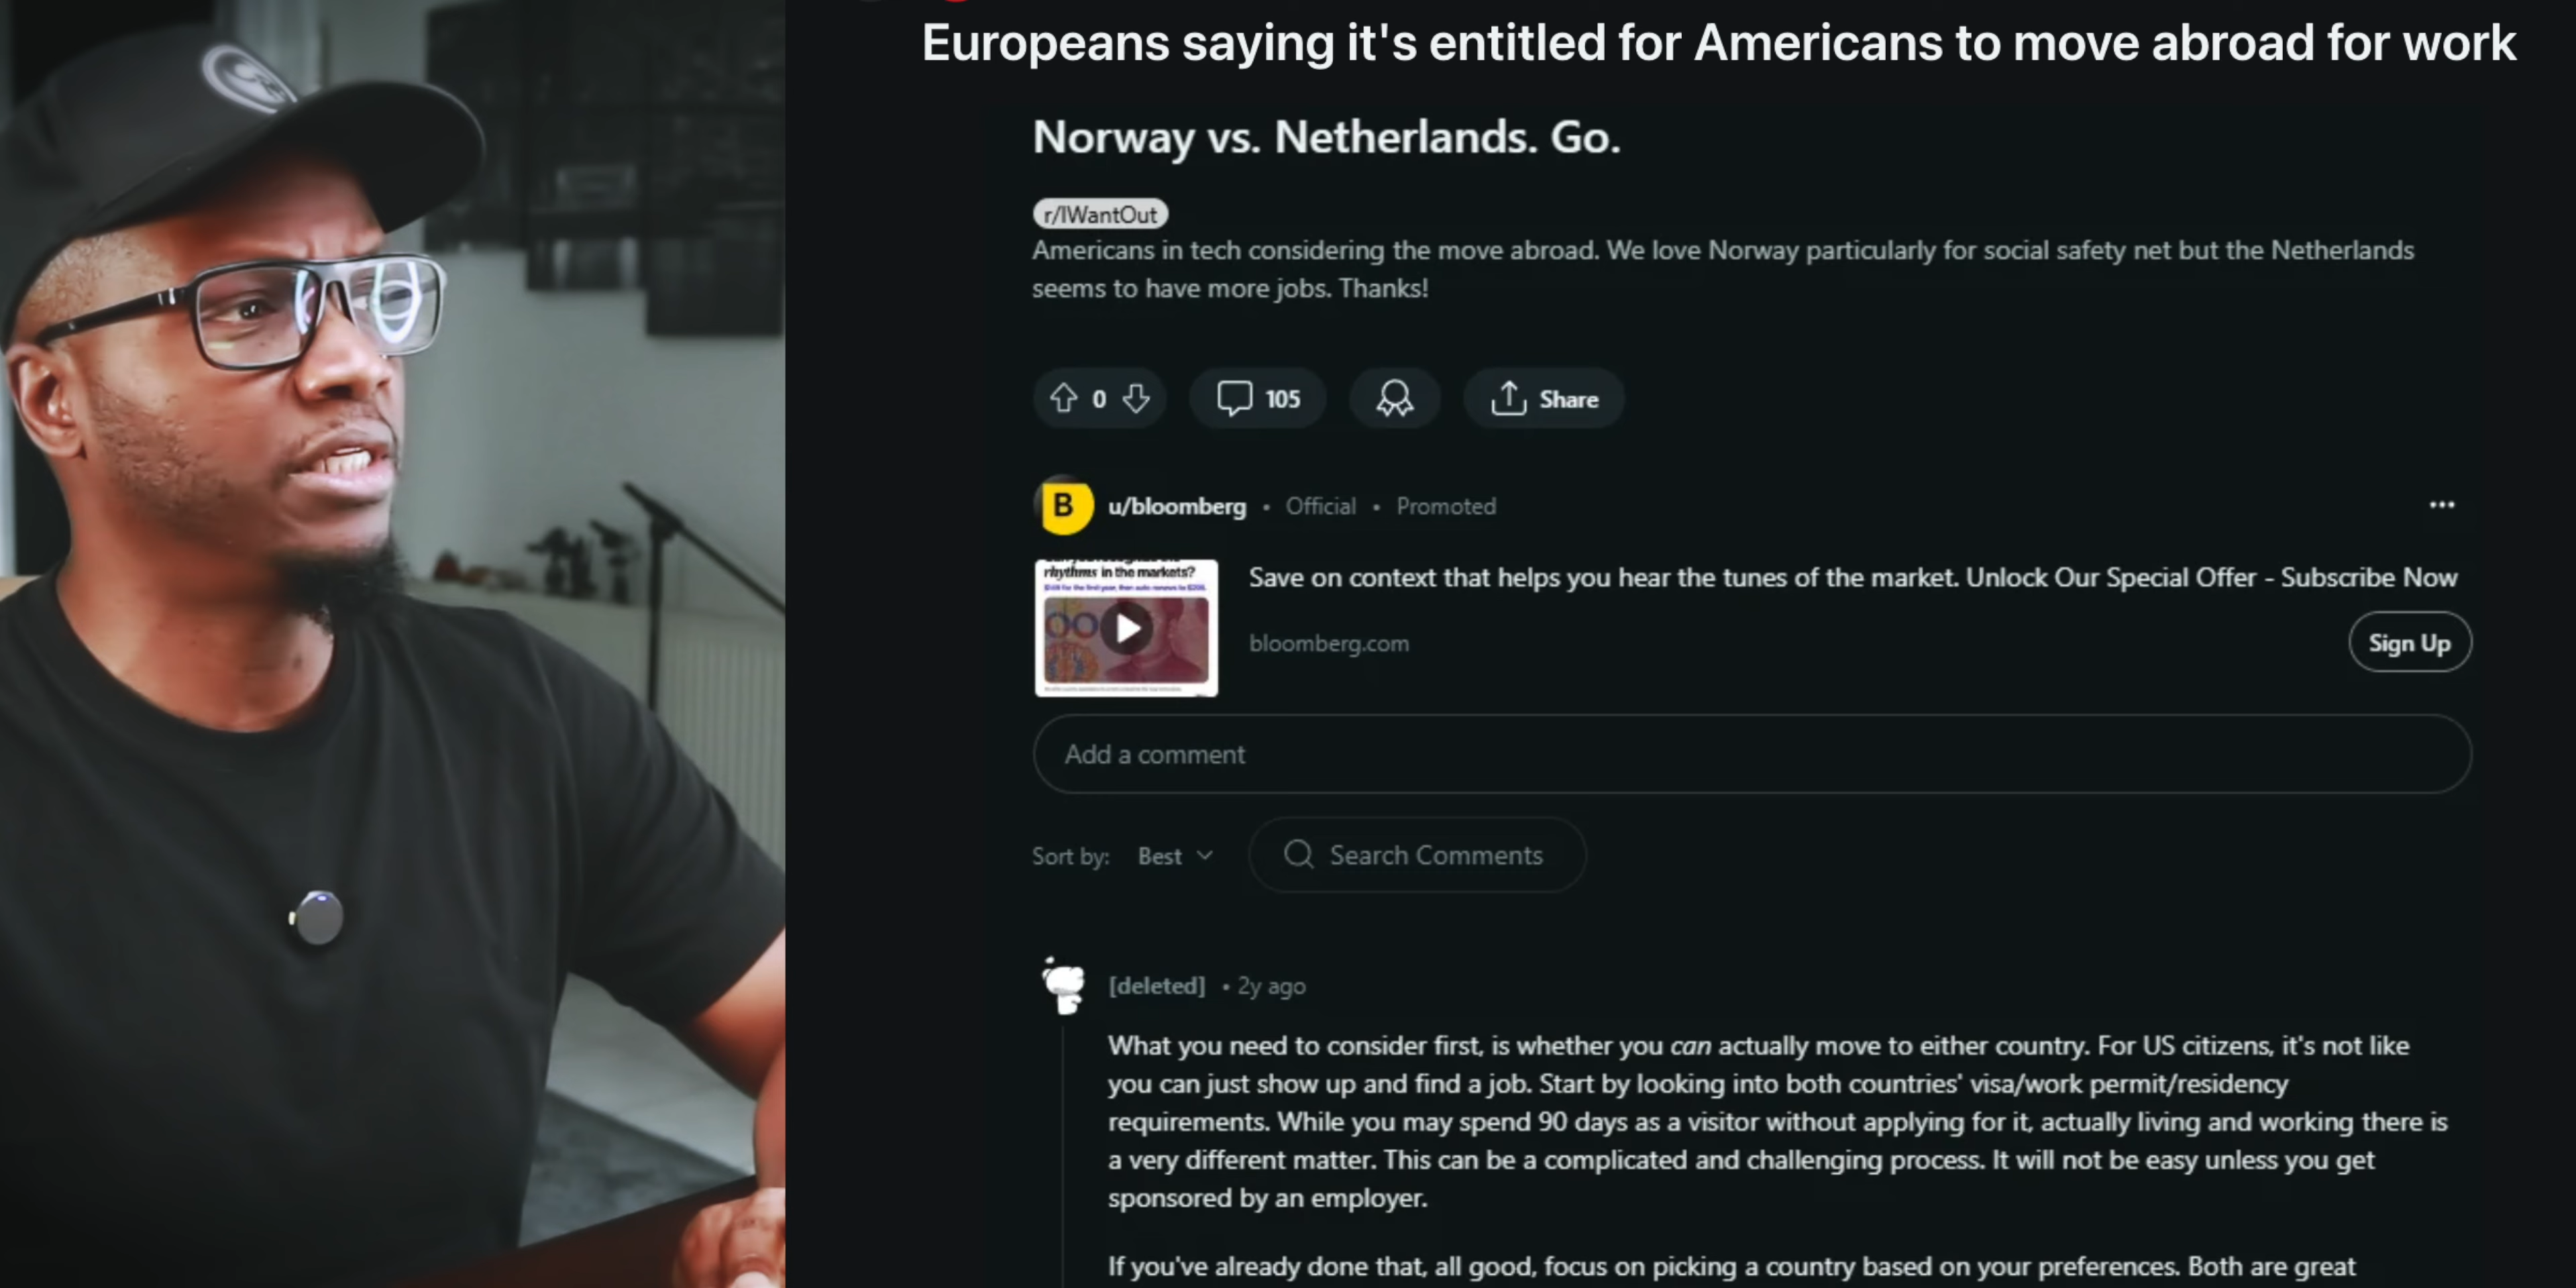 Europeans saying it's entitled for Americans to move abroad for work
Norway vs. Netherlands. Go.
r/IWantOut
Americans in tech considering the move abroad. We love Norway particularly for social safety net but the Netherlands
seems to have more jobs. Thanks!
0
105
Share
B
u/bloomberg • Official • Promoted
rhythms in the markets?
Save on context that helps you hear the tunes of the market. Unlock Our Special Offer - Subscribe Now
bloomberg.com
Sign Up
Add a comment
Sort by: Best
Search Comments
[deleted] • 2y ago
What you need to consider first, is whether you can actually move to either country. For US citizens, it's not like
you can just show up and find a job. Start by looking into both countries' visa/work permit/residency
requirements. While you may spend 90 days as a visitor without applying for it, actually living and working there is
a very different matter. This can be a complicated and challenging process. It will not be easy unless you get
sponsored by an employer.
If you've already done that, all good, focus on picking a country based on your preferences. Both are great